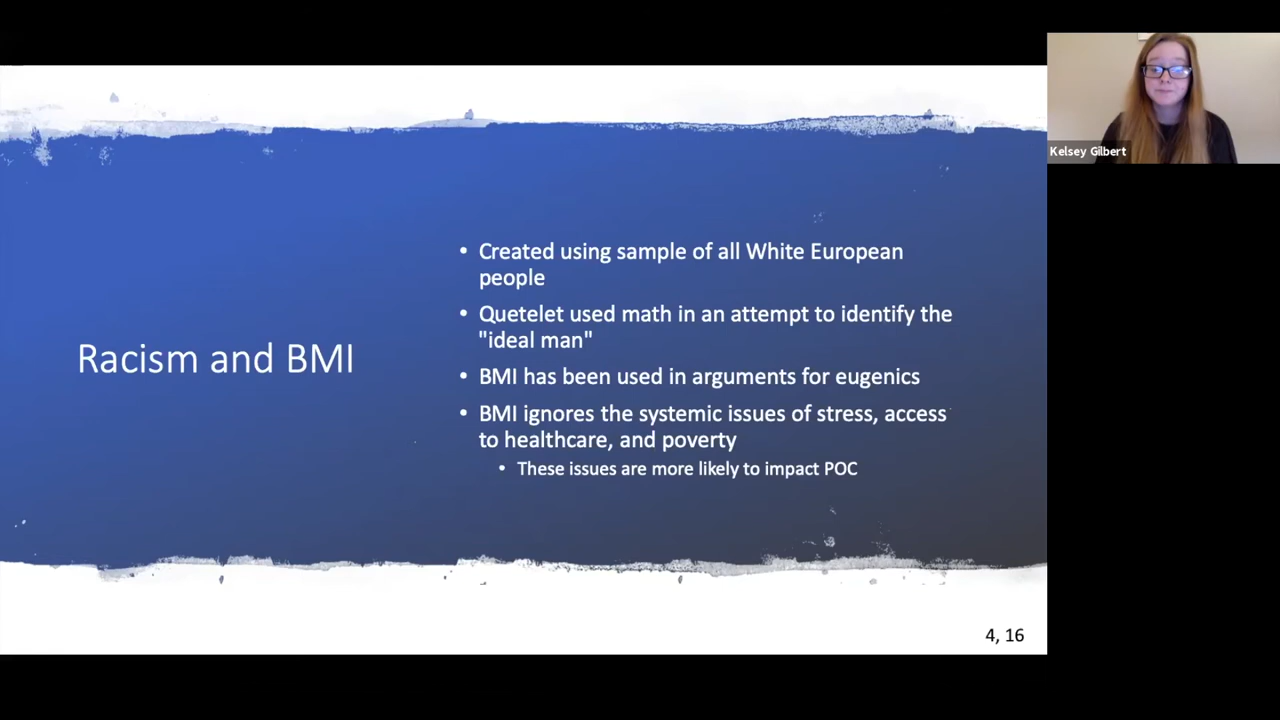 Kelsey Gilbert
Racism and BMI
• Created using sample of all White European
people
• Quetelet used math in an attempt to identify the
"ideal man"
• BMI has been used in arguments for eugenics
• BMI ignores the systemic issues of stress, access
to healthcare, and poverty
• These issues are more likely to impact POC
4, 16